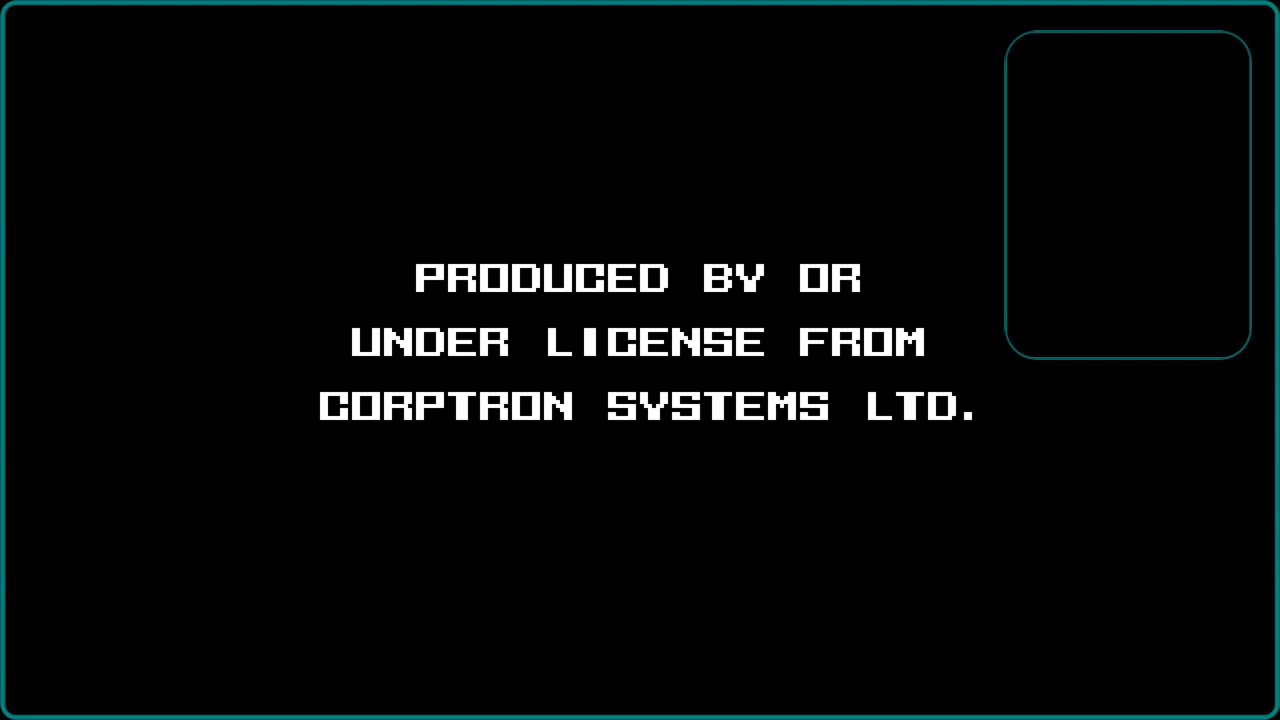 PRODUCED BY OR
UNDER LICENSE FROM
CORPTRON SYSTEMS LTD.